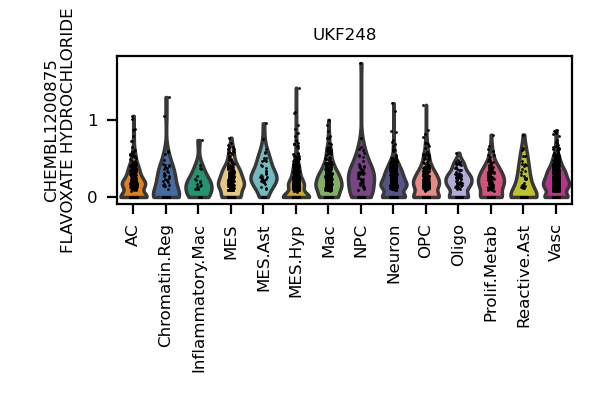 UKF248
CHEMBL1200875
FLAVOXATE HYDROCHLORIDE
1
0
AC
Chromatin.Reg
Inflammatory.Mac
MES
MES.Ast
MES.Hyp
Mac
NPC
Neuron
OPC
Oligo
Prolif.Metab
Reactive.Ast
Vasc